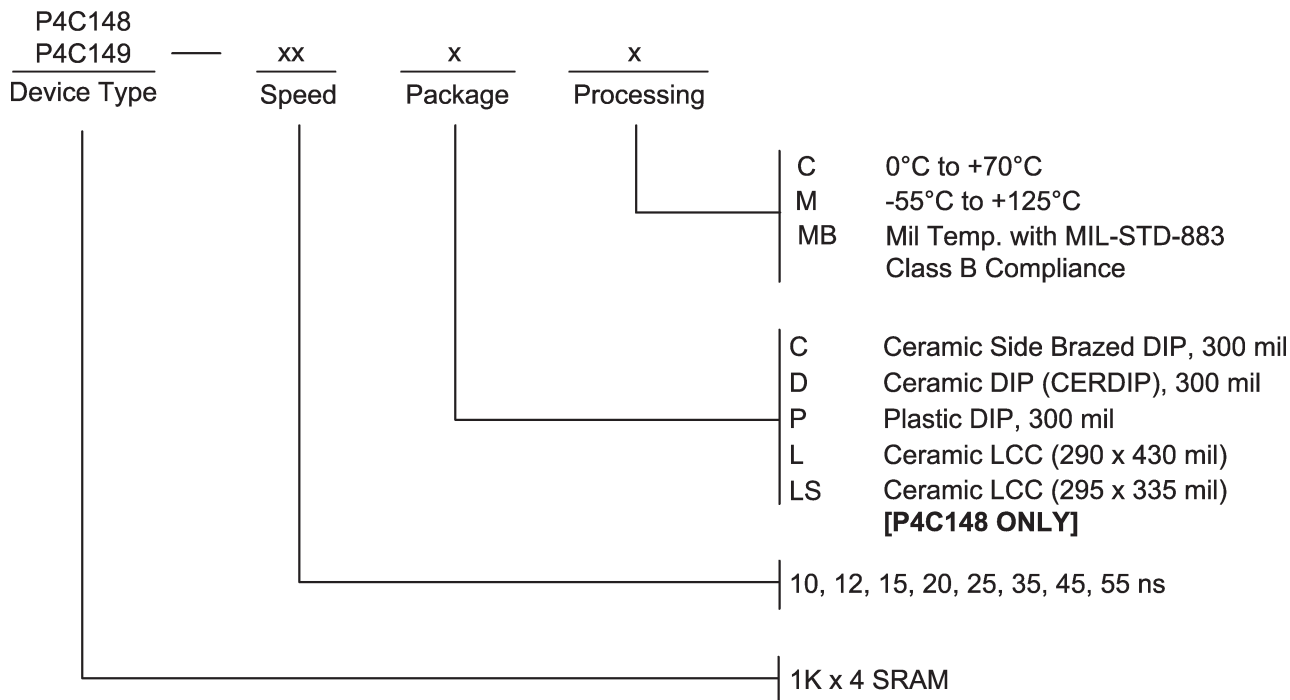 P4C148
P4C149 xx x x
Device Type Speed Package Processing
C 0°C to +70°C
M -55°C to +125°C
MB Mil Temp. with MIL-STD-883
Class B Compliance
C Ceramic Side Brazed DIP, 300 mil
D Ceramic DIP (CERDIP), 300 mil
P Plastic DIP, 300 mil
L Ceramic LCC (290 x 430 mil)
LS Ceramic LCC (295 x 335 mil)
[P4C148 ONLY]
10, 12, 15, 20, 25, 35, 45, 55 ns
1K x 4 SRAM